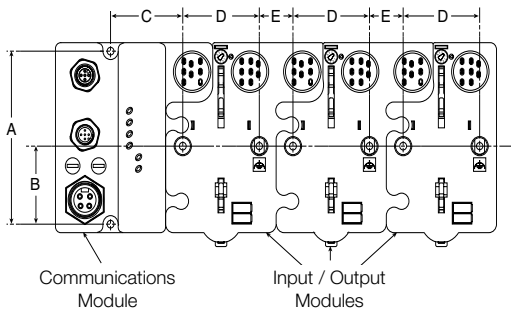 C D E D E D
A
B
Communications
Module
Input / Output
Modules